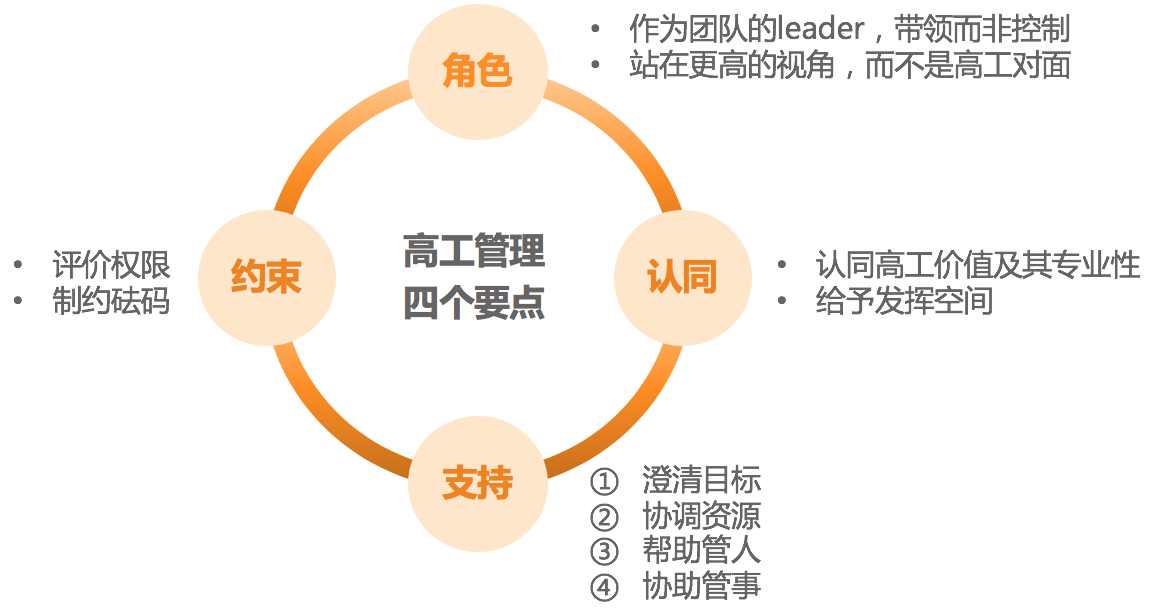 角色
• 作为团队的leader，带领而非控制
• 站在更高的视角，而不是高工对面
高工管理
四个要点
认同
• 认同高工价值及其专业性
• 给予发挥空间
支持
① 澄清目标
② 协调资源
③ 帮助管人
④ 协助管事
约束
• 评价权限
• 制约砝码